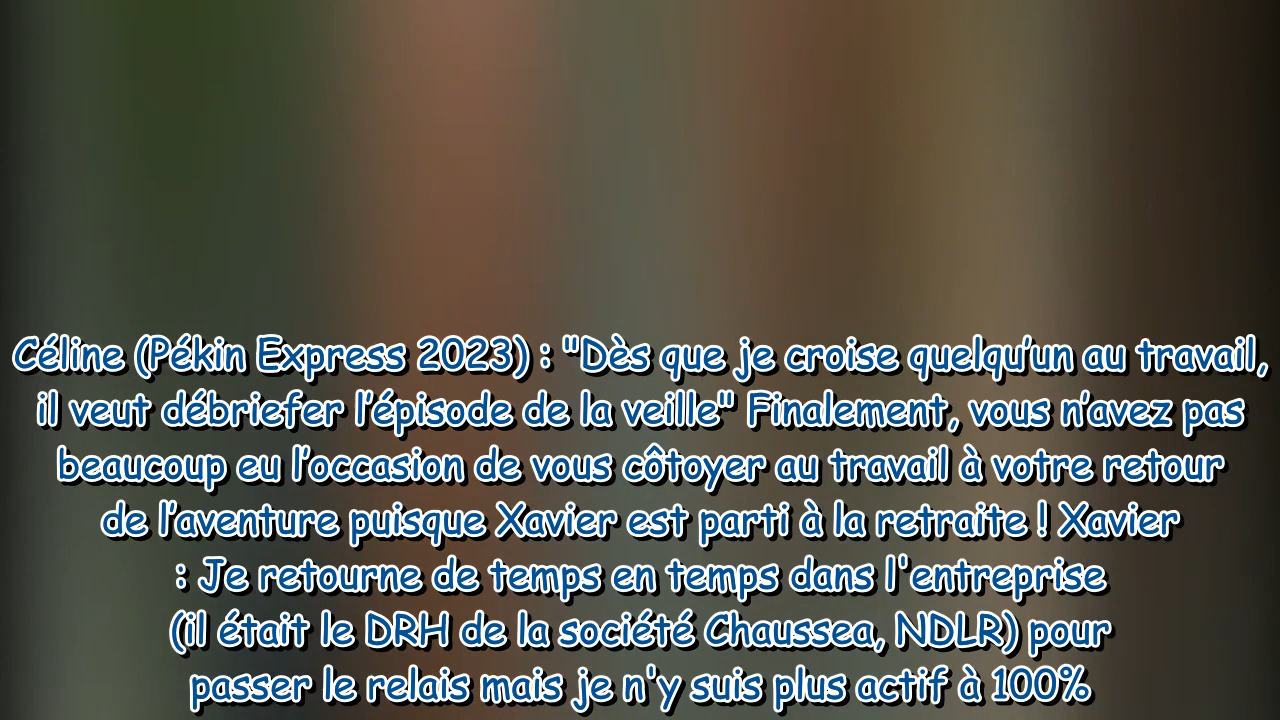 Céline (Pékin Express 2023) : "Dès que je croise quelqu’un au travail,
il veut débriefer l’épisode de la veille" Finalement, vous n’avez pas
beaucoup eu l’occasion de vous côtoyer au travail à votre retour
de l’aventure puisque Xavier est parti à la retraite ! Xavier
: Je retourne de temps en temps dans l'entreprise
(il était le DRH de la société Chaussea, NDLR) pour
passer le relais mais je n'y suis plus actif à 100%